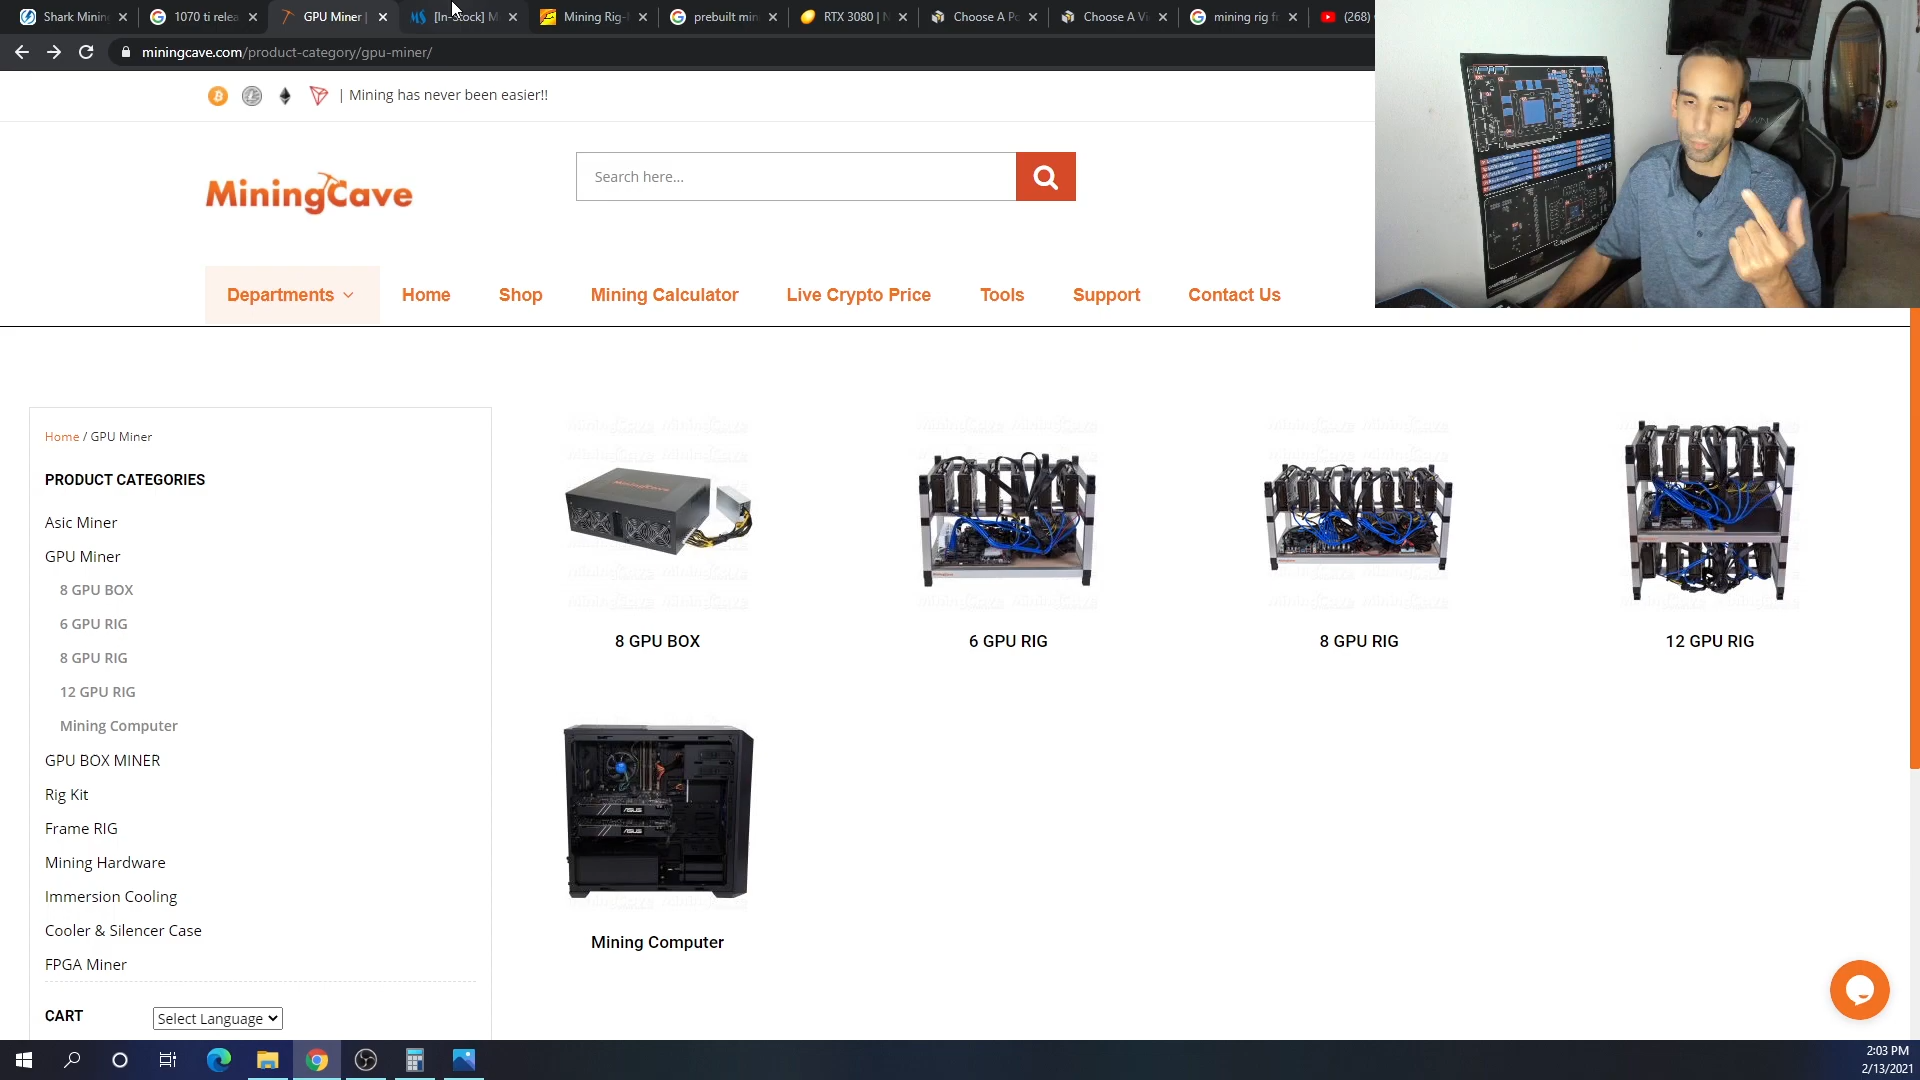 Shark Mining
1070 ti relea
GPU Miner |
[In-Stock] M
Mining Rig-
prebuilt min
RTX 3080 | N
Choose A Po
Choose A Vi
mining rig fr
(268)
miningcave.com/product-category/gpu-miner/
| Mining has never been easier!!
MiningCave
Search here...
Departments
Home
Shop
Mining Calculator
Live Crypto Price
Tools
Support
Contact Us
Home / GPU Miner
PRODUCT CATEGORIES
Asic Miner
GPU Miner
8 GPU BOX
6 GPU RIG
8 GPU RIG
12 GPU RIG
Mining Computer
GPU BOX MINER
Rig Kit
Frame RIG
Mining Hardware
Immersion Cooling
Cooler & Silencer Case
FPGA Miner
CART
Select Language
8 GPU BOX
6 GPU RIG
8 GPU RIG
12 GPU RIG
ASUS
ASUS
Mining Computer
2:03 PM
2/13/2021